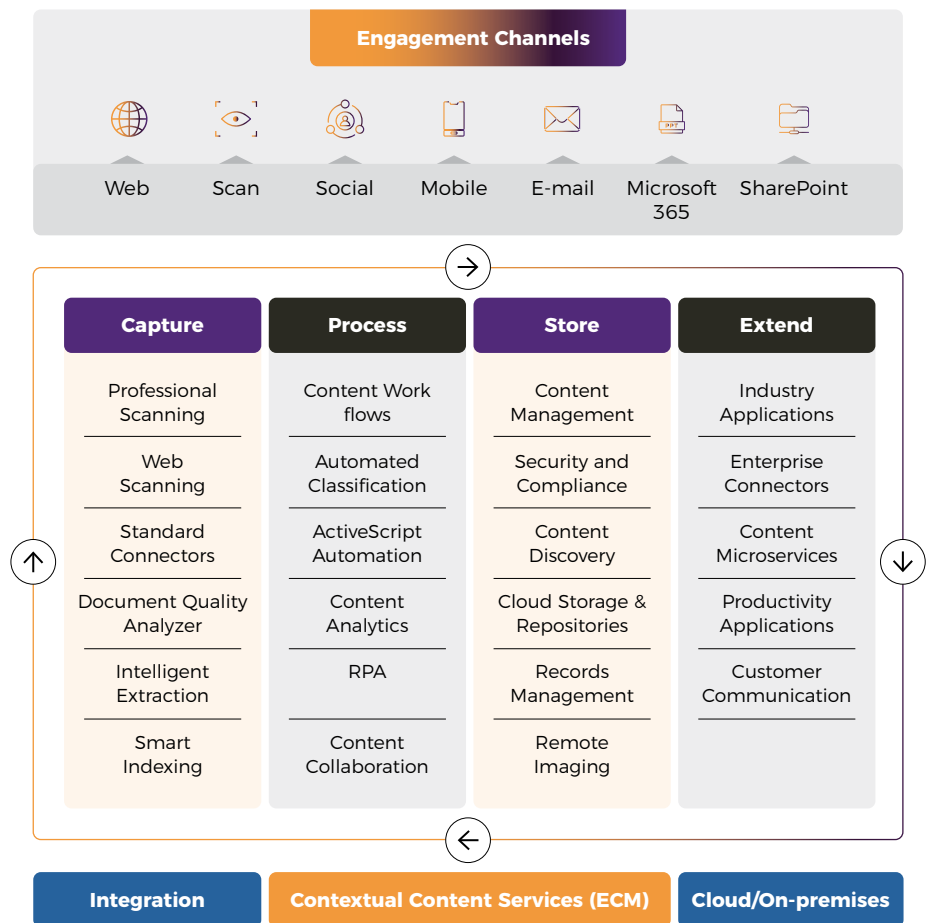 Engagement Channels
PPT
Web
Scan
Social
Mobile
E-mail
Microsoft
365
SharePoint
Capture
Professional
Scanning
Web
Scanning
Standard
Connectors
Document Quality
Analyzer
Intelligent
Extraction
Smart
Indexing
Process
Content Work
flows
Automated
Classification
ActiveScript
Automation
Content
Analytics
RPA
Content
Collaboration
Store
Content
Management
Security and
Compliance
Content
Discovery
Cloud Storage &
Repositories
Records
Management
Remote
Imaging
Extend
Industry
Applications
Enterprise
Connectors
Content
Microservices
Productivity
Applications
Customer
Communication
Integration
Contextual Content Services (ECM)
Cloud/On-premises